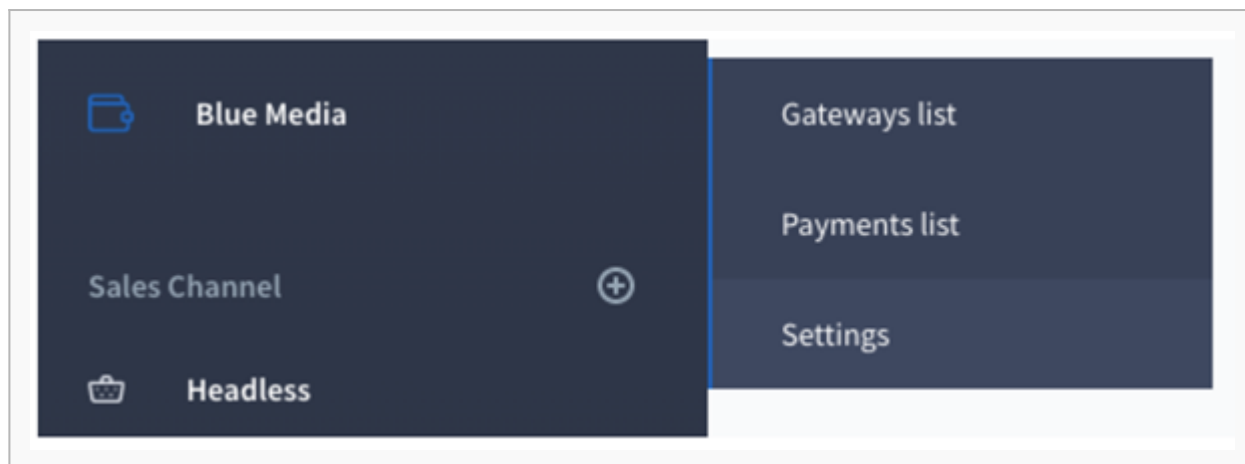 Blue Media
Sales Channel
Headless
Gateways list
Payments list
Settings